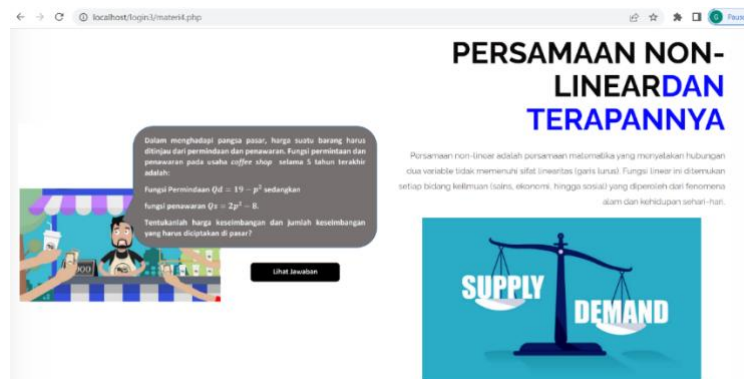 localhost/login3/materi4.php
G
Paus
PERSAMAAN NON-
LINEARDAN
TERAPANNYA
Persamaan non-linear adalah persamaan matematika yang menyatakan hubungan
dua variable tidak memenuhi sifat linearitas (garis lurus). Fungsi linear ini ditemukan
setiap bidang kelimuan (sains, ekonomi, hingga sosial) yang diperoleh dari fenomena
alam dan kehidupan sehari-hari.
Dalam menghadapi pangsa pasar, harga suatu barang harus
ditinjau dari permindaan dan penawaran. Fungsi permintaan dan
penawaran pada usaha coffee shop selama 5 tahun terakhir
adalah:
Fungsi Permindaan Qd = 19 − p² sedangkan
fungsi penawaran Qs = 2p² − 8.
Tentukanlah harga keseimbangan dan jumlah keseimbangan
yang harus diciptakan di pasar?
Lihat Jawaban
SUPPLY
DEMAND